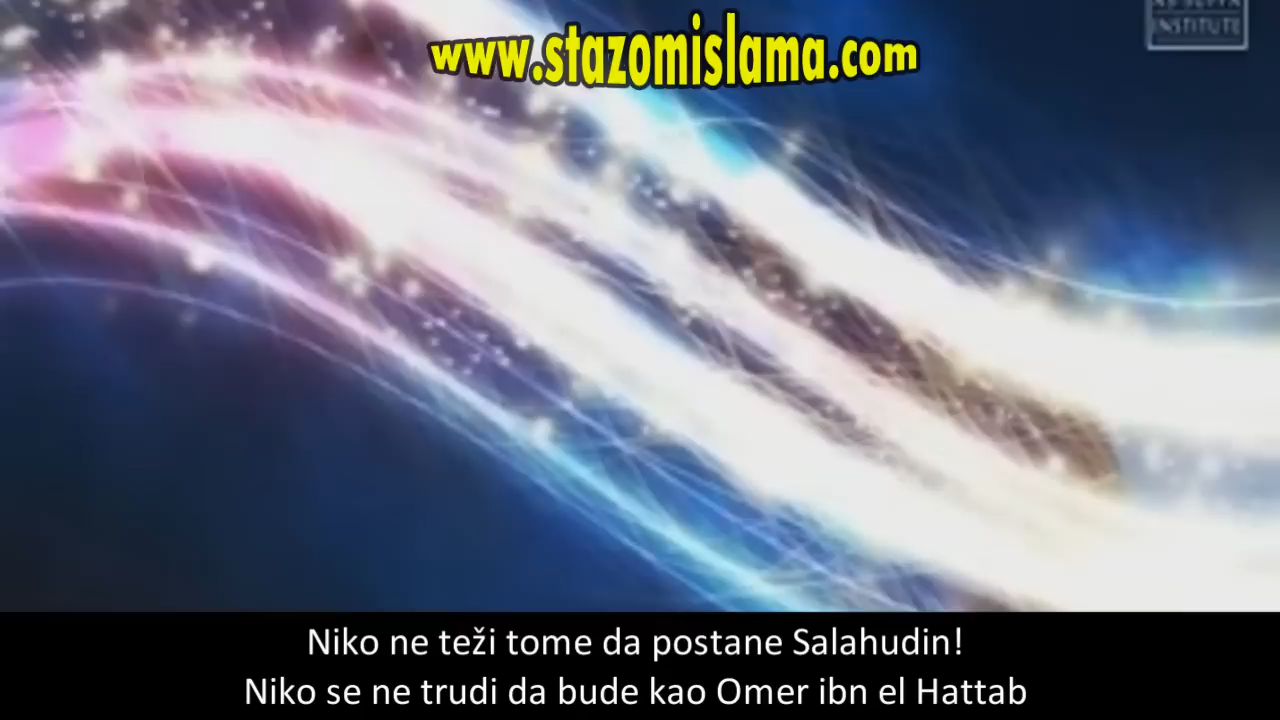 www.stazomislama.com
INSTITUTE
Niko ne teži tome da postane Salahudin!
Niko se ne trudi da bude kao Omer ibn el Hattab